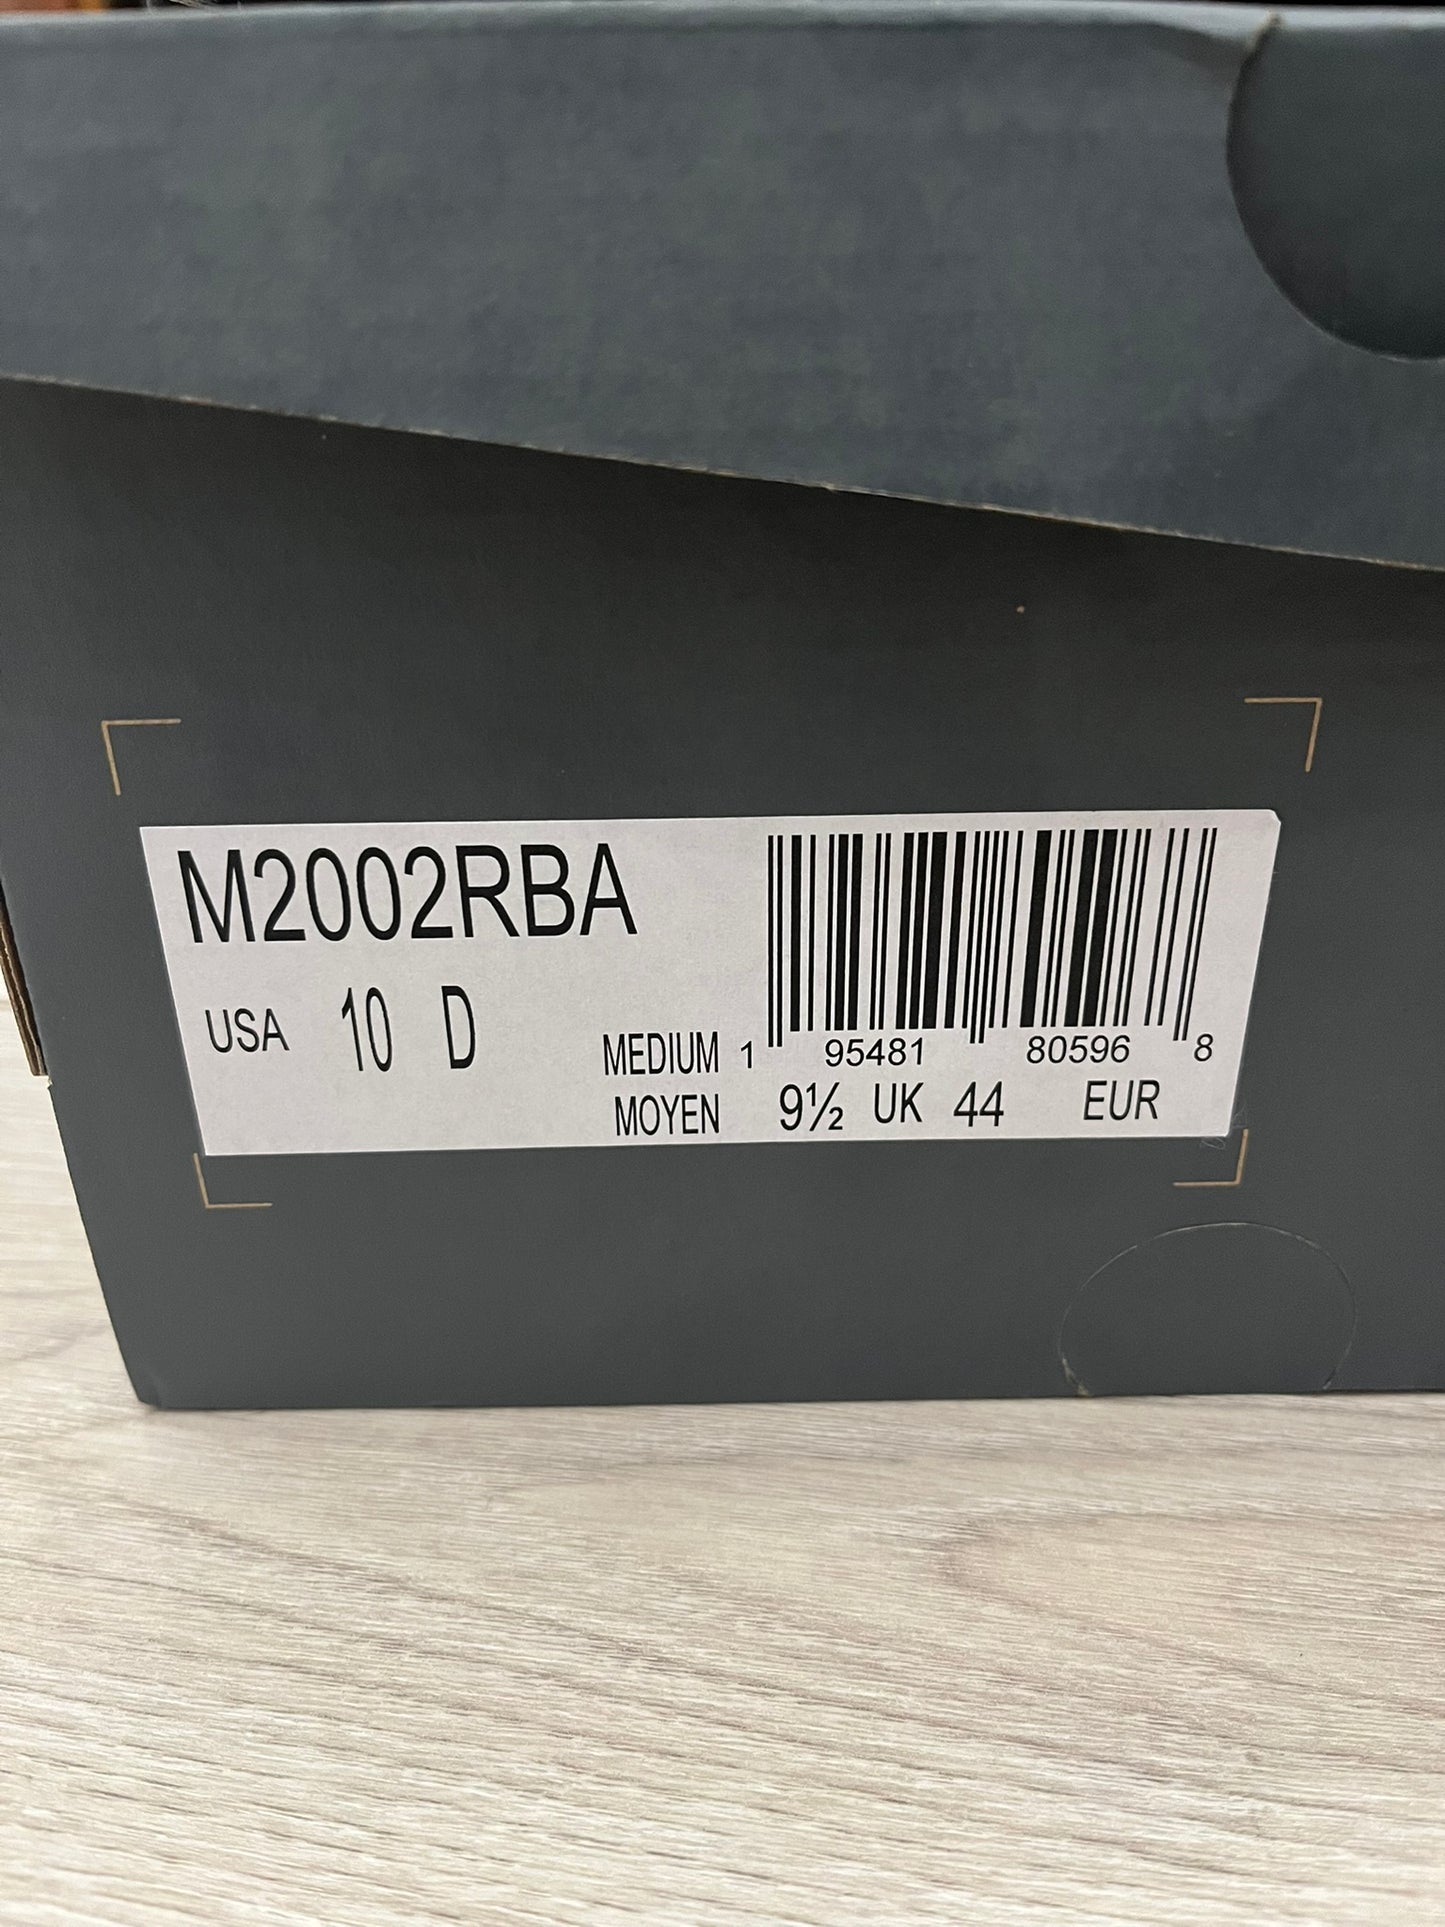 M2002RBA
USA 10 D
MEDIUM 1 95481 80596 8
MOYEN 9½ UK 44 EUR